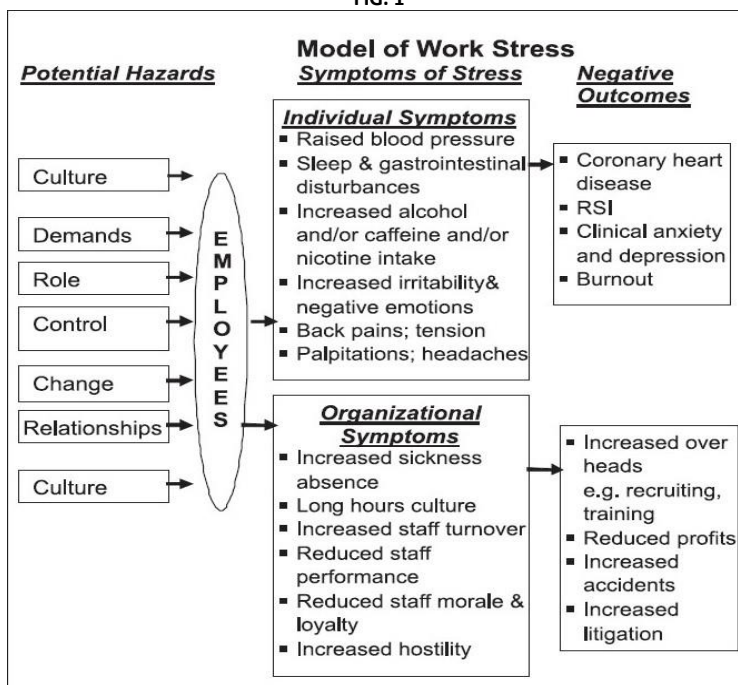 FIG. 1
Model of Work Stress
Potential Hazards
Symptoms of Stress
Negative
Outcomes
Culture
Demands
Role
Control
Change
Relationships
Culture
EMPLOYEES
Individual Symptoms
▪ Raised blood pressure
▪ Sleep & gastrointestinal
disturbances
▪ Increased alcohol
and/or caffeine and/or
nicotine intake
▪ Increased irritability&
negative emotions
▪ Back pains; tension
▪ Palpitations; headaches
Organizational
Symptoms
▪ Increased sickness
absence
▪ Long hours culture
▪ Increased staff turnover
▪ Reduced staff
performance
▪ Reduced staff morale &
loyalty
▪ Increased hostility
▪ Coronary heart
disease
▪ RSI
▪ Clinical anxiety
and depression
▪ Burnout
▪ Increased over
heads
e.g. recruiting,
training
▪ Reduced profits
▪ Increased
accidents
▪ Increased
litigation